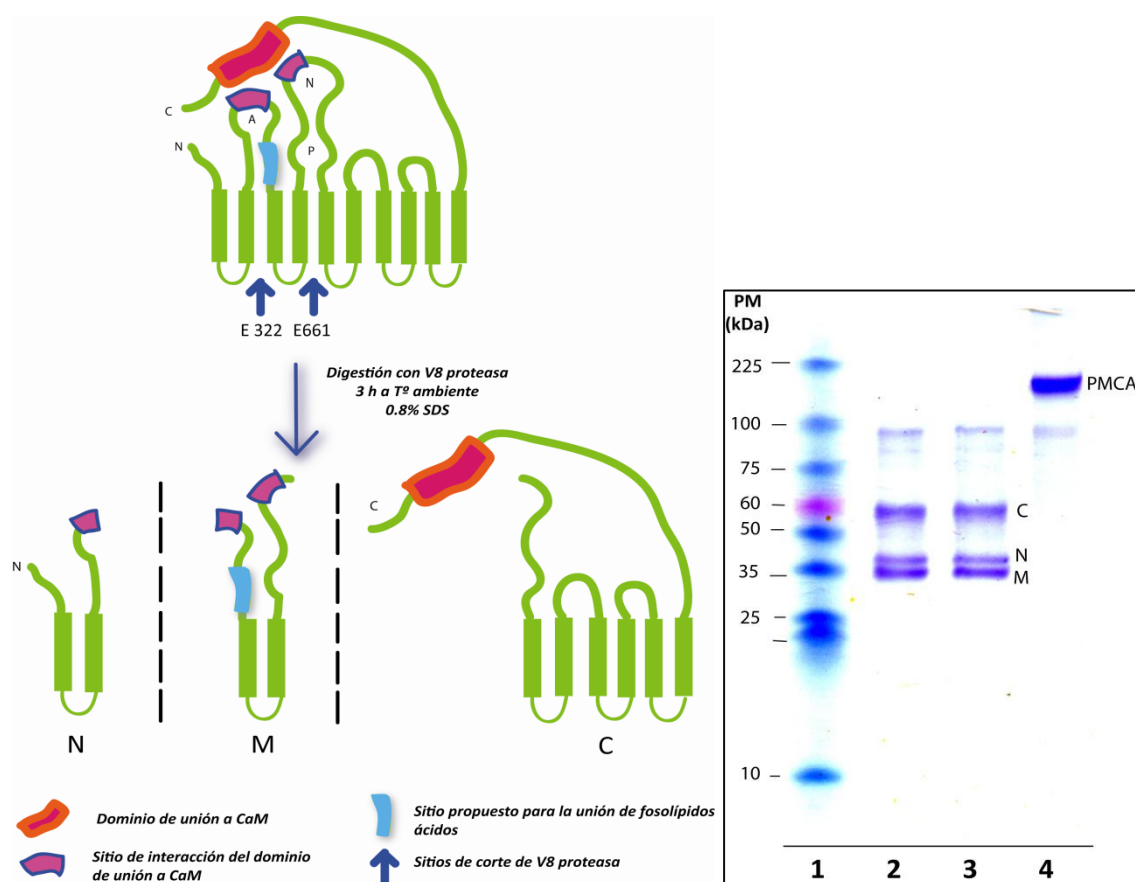 N
C
A
N
P
E 322
E661
Digestión con V8 proteasa
3 h a Tº ambiente
0.8% SDS
C
N
N
M
C
Dominio de unión a CaM
Sitio de interacción del dominio
de unión a CaM
Sitio propuesto para la unión de fosolípidos
ácidos
Sitios de corte de V8 proteasa
PM
(kDa)
225
PMCA
100
75
60
C
50
N
35
M
25
10
1
2
3
4